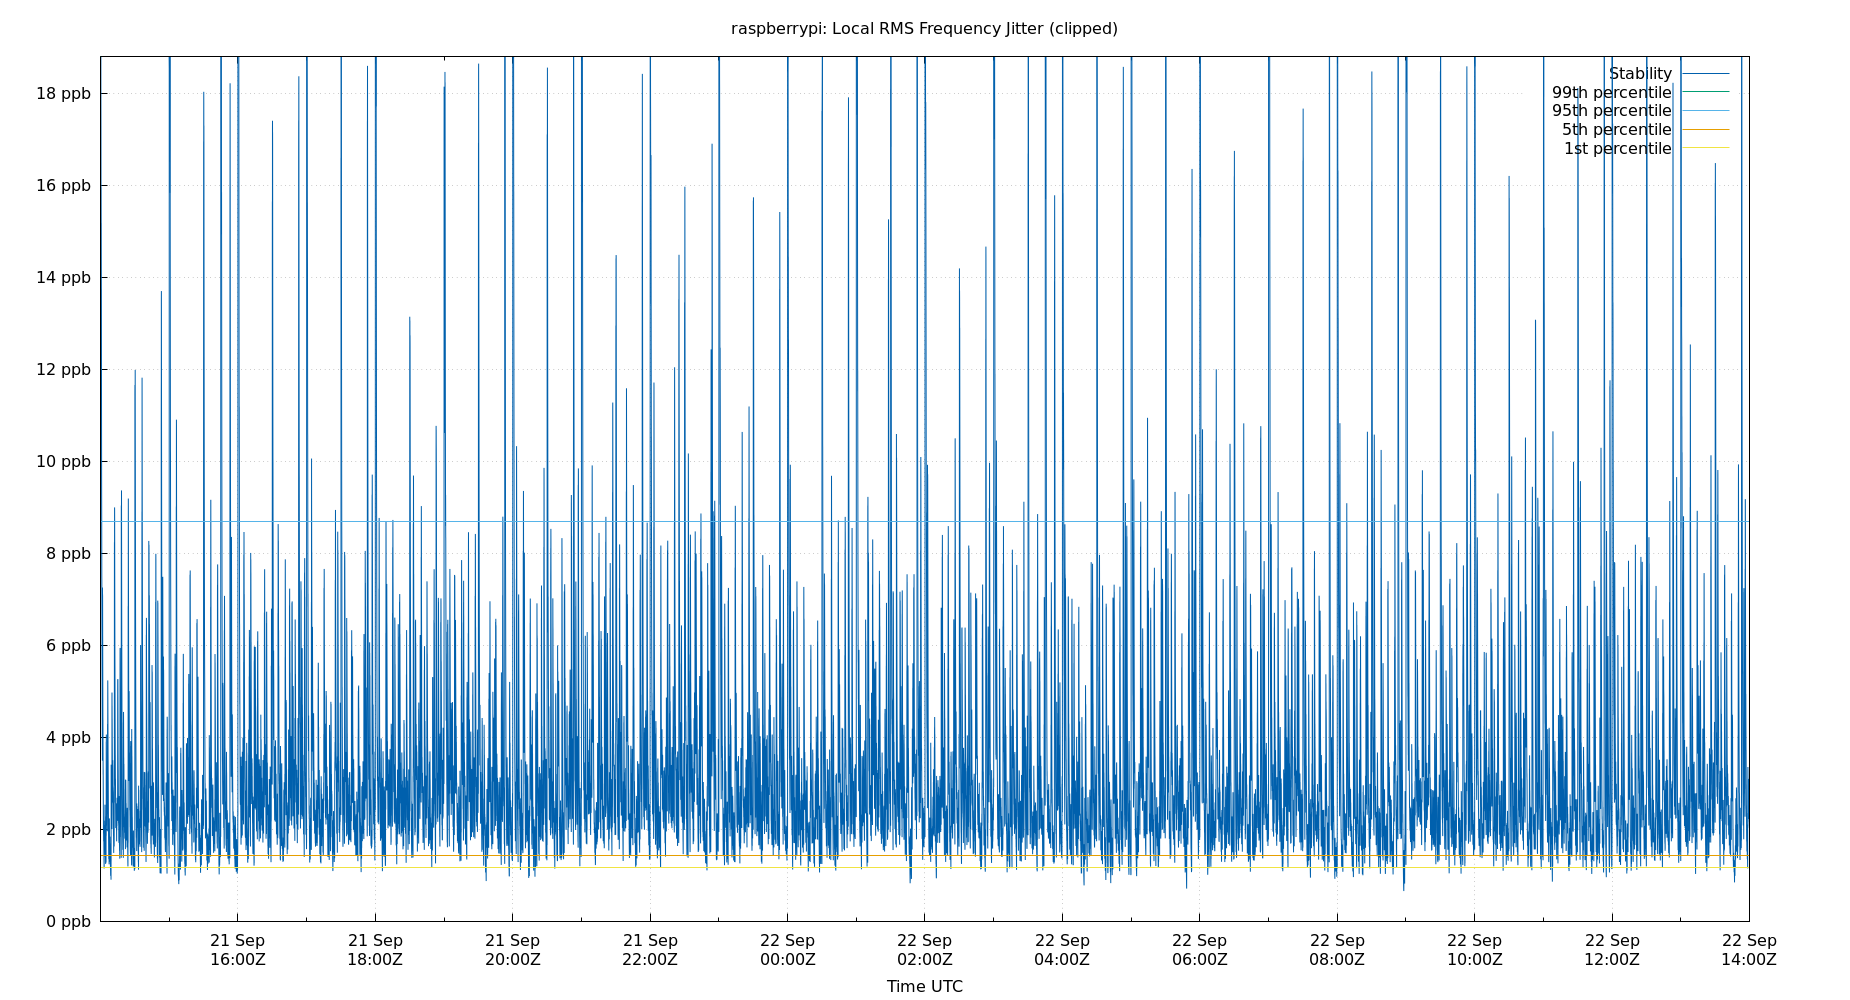 raspberrypi: Local RMS Frequency Jitter (clipped)
Stability
99th percentile
95th percentile
5th percentile
1st percentile
18 ppb
16 ppb
14 ppb
12 ppb
10 ppb
8 ppb
6 ppb
4 ppb
2 ppb
0 ppb
21 Sep 21 Sep 21 Sep 21 Sep 22 Sep 22 Sep 22 Sep 22 Sep 22 Sep 22 Sep 22 Sep 22 Sep
16:00Z 18:00Z 20:00Z 22:00Z 00:00Z 02:00Z 04:00Z 06:00Z 08:00Z 10:00Z 12:00Z 14:00Z
Time UTC